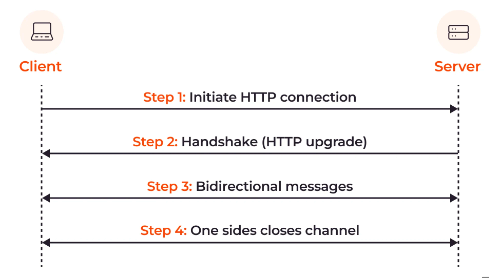 Client
Server
Step 1: Initiate HTTP connection
Step 2: Handshake (HTTP upgrade)
Step 3: Bidirectional messages
Step 4: One sides closes channel